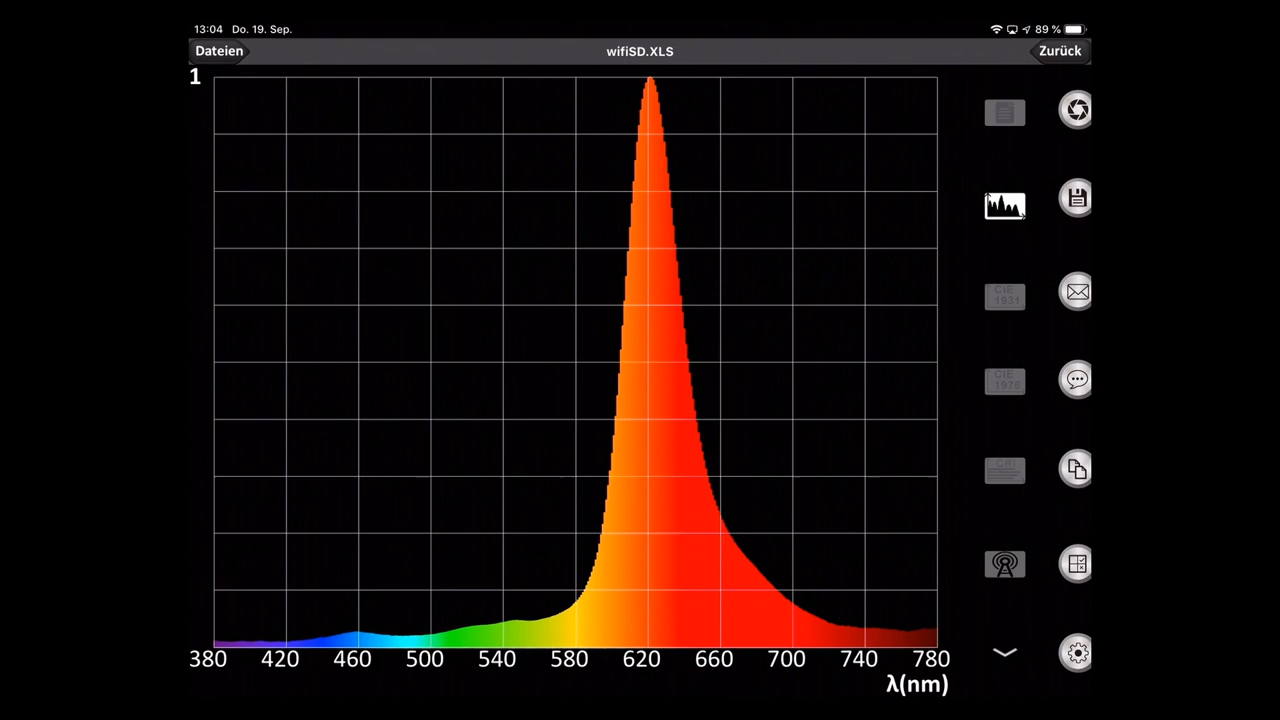 13:04 Do. 19. Sep.
89 %
Dateien
wifiSD.XLS
Zurück
1
CIE
1931
CIE
1976
CRI
380 420 460 500 540 580 620 660 700 740 780
λ(nm)